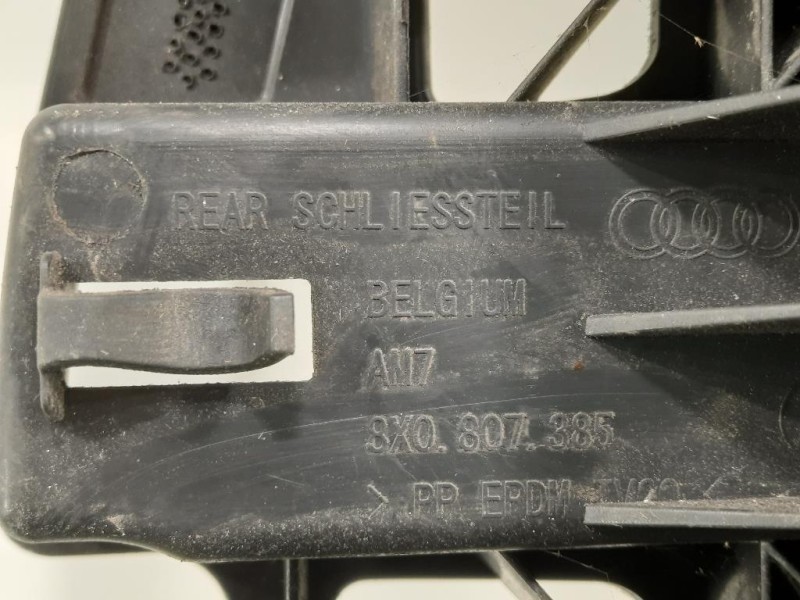 REAR SCHLIESSTEIL
BELGIUM
AM7
8X0.807.385
> PP EPDM